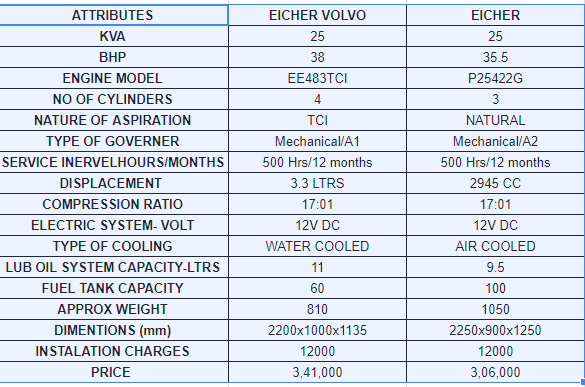 ATTRIBUTES EICHER VOLVO EICHER
KVA 25 25
BHP 38 35.5
ENGINE MODEL EE483TCI P25422G
NO OF CYLINDERS 4 3
NATURE OF ASPIRATION TCI NATURAL
TYPE OF GOVERNER Mechanical/A1 Mechanical/A2
SERVICE INERVELHOURS/MONTHS 500 Hrs/12 months 500 Hrs/12 months
DISPLACEMENT 3.3 LTRS 2945 CC
COMPRESSION RATIO 17:01 17:01
ELECTRIC SYSTEM- VOLT 12V DC 12V DC
TYPE OF COOLING WATER COOLED AIR COOLED
LUB OIL SYSTEM CAPACITY-LTRS 11 9.5
FUEL TANK CAPACITY 60 100
APPROX WEIGHT 810 1050
DIMENTIONS (mm) 2200x1000x1135 2250x900x1250
INSTALATION CHARGES 12000 12000
PRICE 3,41,000 3,06,000